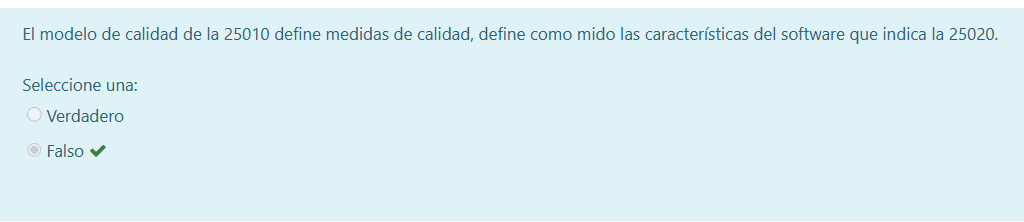 El modelo de calidad de la 25010 define medidas de calidad, define como mido las características del software que indica la 25020.
Seleccione una:
Verdadero
Falso